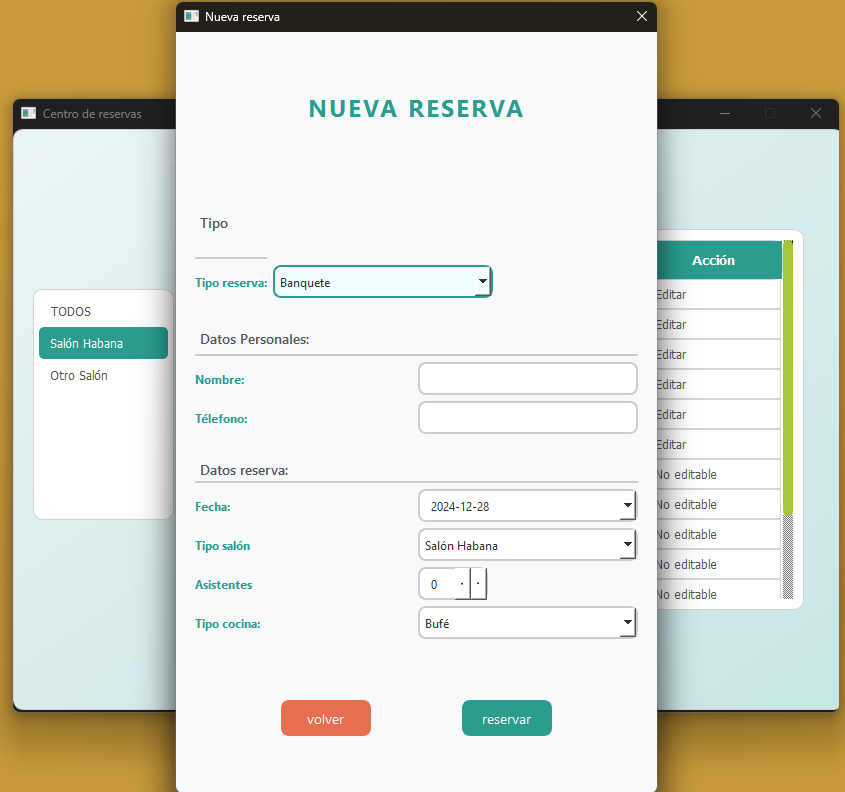 Nueva reserva
Centro de reservas
NUEVA RESERVA
Tipo
Tipo reserva: Banquete
Datos Personales:
Nombre:
Télefono:
Datos reserva:
Fecha: 2024-12-28
Tipo salón Salón Habana
Asistentes 0
Tipo cocina: Bufé
volver reservar
TODOS
Salón Habana
Otro Salón
Acción
Editar
Editar
Editar
Editar
Editar
Editar
No editable
No editable
No editable
No editable
No editable